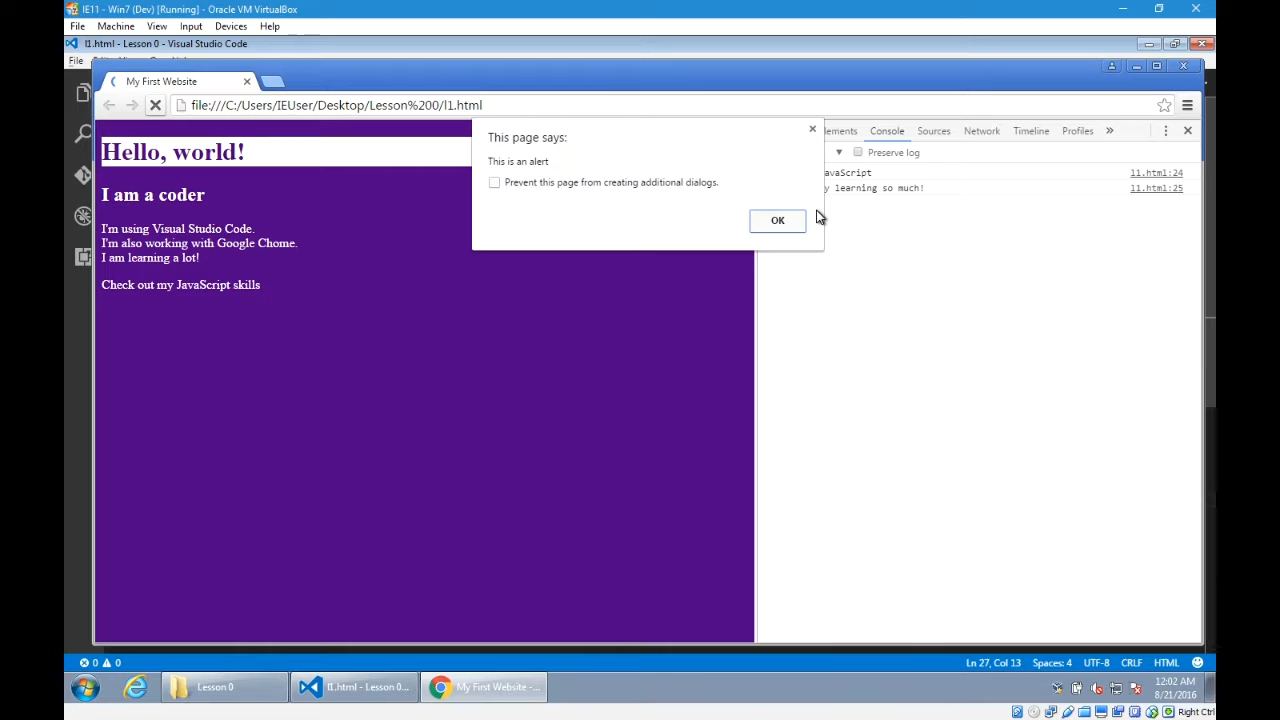 IE11 - Win7 (Dev) [Running] - Oracle VM VirtualBox
File Machine View Input Devices Help
l1.html - Lesson 0 - Visual Studio Code
File
My First Website
file:///C:/Users/IEUser/Desktop/Lesson%200/l1.html
Hello, world!
I am a coder
I'm using Visual Studio Code.
I'm also working with Google Chome.
I am learning a lot!
Check out my JavaScript skills
This page says:
This is an alert
Prevent this page from creating additional dialogs.
OK
lements Console Sources Network Timeline Profiles »
Preserve log
avaScript l1.html:24
y learning so much! l1.html:25
0 0 Ln 27, Col 13 Spaces: 4 UTF-8 CRLF HTML
Lesson 0 l1.html - Lesson 0... My First Website -...
12:02 AM
8/21/2016
Right Ctrl